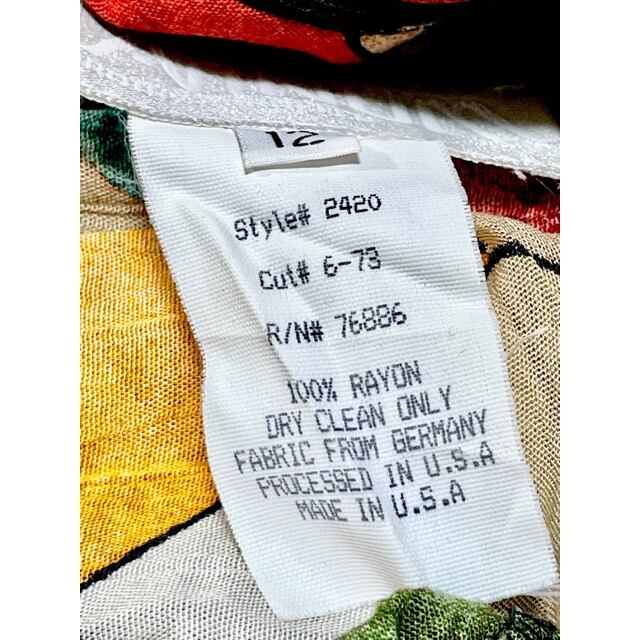 12
Style# 2420
Cut# 6-73
R/N# 76886
100% RAYON
DRY CLEAN ONLY
FABRIC FROM GERMANY
PROCESSED IN U.S.A
MADE IN U.S.A